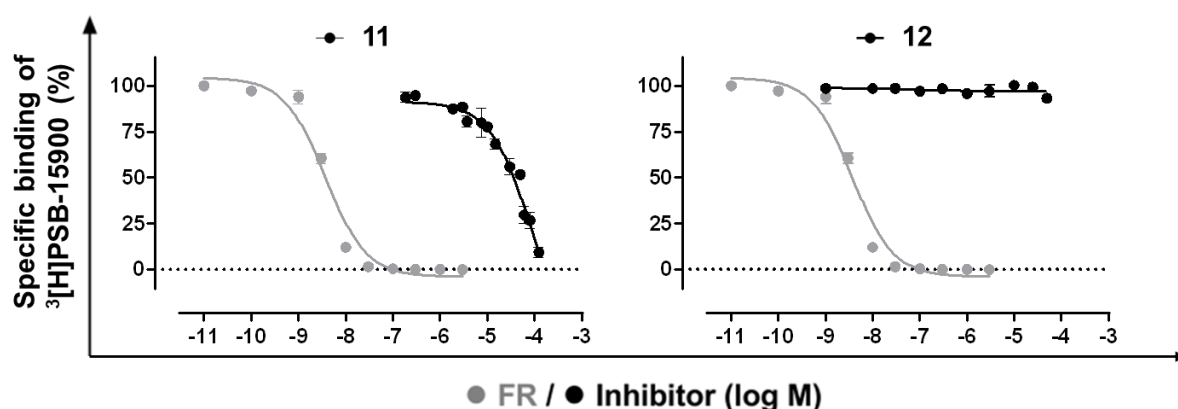 11
12
Specific binding of
³[H]PSB-15900 (%)
100
75
50
25
0
-11 -10 -9 -8 -7 -6 -5 -4 -3
100
75
50
25
0
-11 -10 -9 -8 -7 -6 -5 -4 -3
FR / Inhibitor (log M)